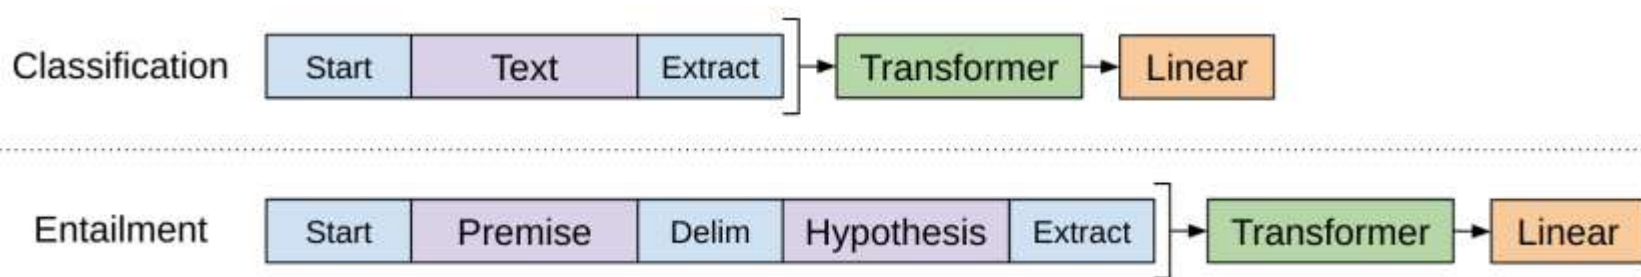 Classification Start Text Extract Transformer Linear
Entailment Start Premise Delim Hypothesis Extract Transformer Linear